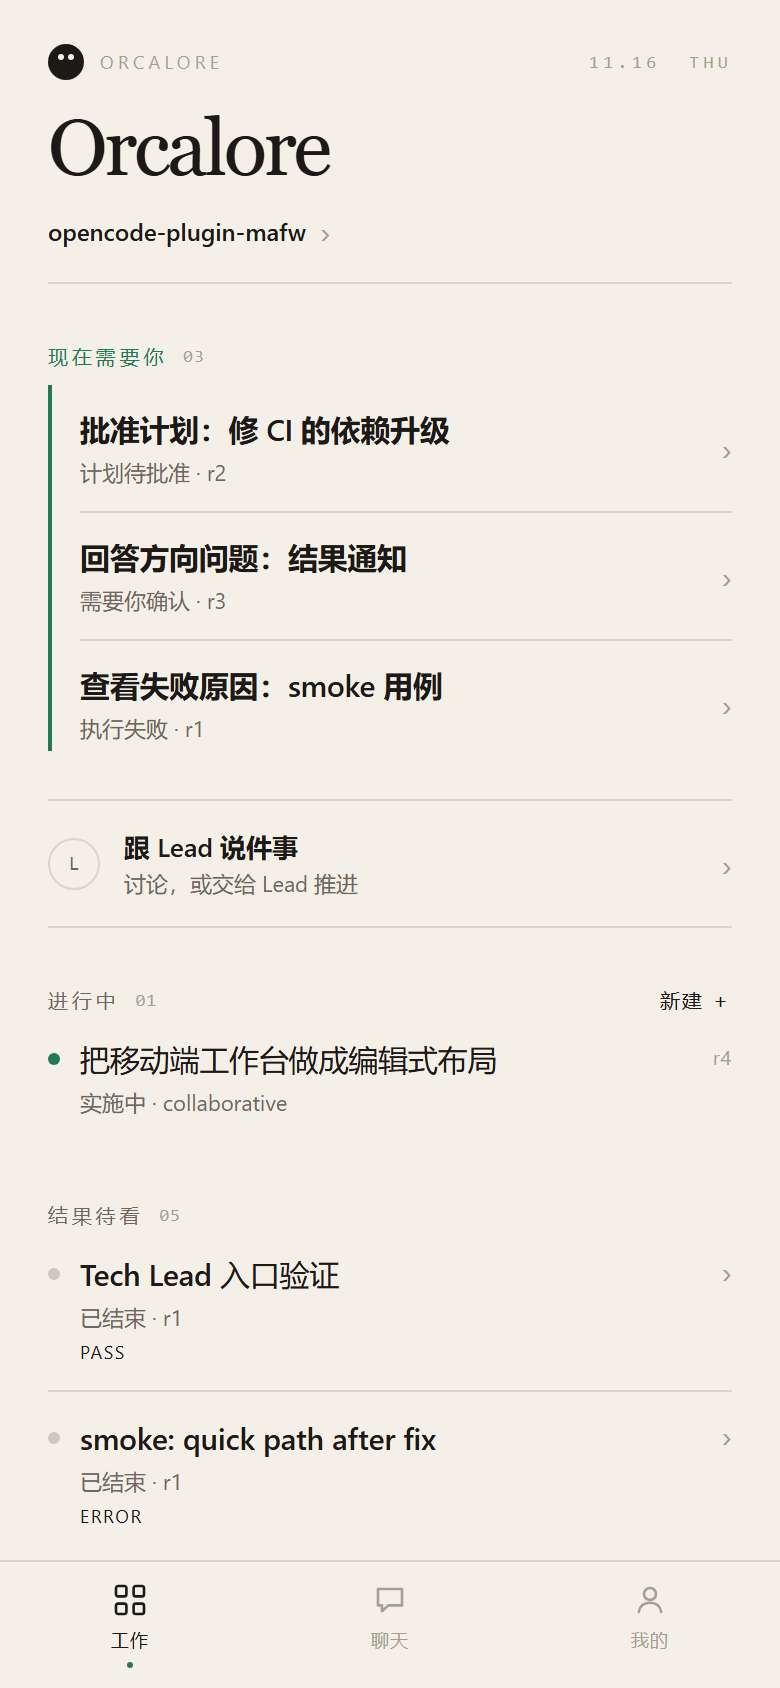 ORCALORE
11.16 THU
Orcalore
opencode-plugin-mafw ›
现在需要你 03
批准计划：修 CI 的依赖升级
计划待批准 · r2
回答方向问题：结果通知
需要你确认 · r3
查看失败原因：smoke 用例
执行失败 · r1
L
跟 Lead 说件事
讨论，或交给 Lead 推进
进行中 01
新建 +
把移动端工作台做成编辑式布局
r4
实施中 · collaborative
结果待看 05
Tech Lead 入口验证
已结束 · r1
PASS
smoke: quick path after fix
已结束 · r1
ERROR
工作
聊天
我的